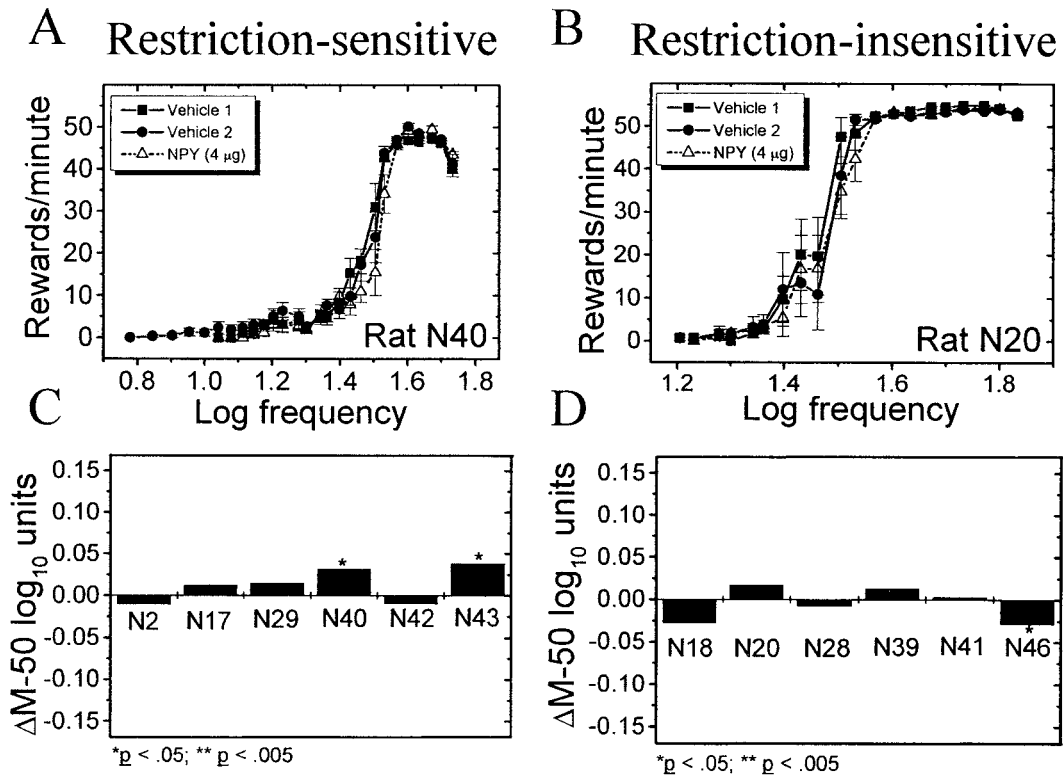 A Restriction-sensitive
Vehicle 1
Vehicle 2
NPY (4 µg)
Rewards/minute
50
40
30
20
10
0
Rat N40
0.8 1.0 1.2 1.4 1.6 1.8
Log frequency
B Restriction-insensitive
Vehicle 1
Vehicle 2
NPY (4 µg)
Rewards/minute
60
50
40
30
20
10
0
Rat N20
1.2 1.4 1.6 1.8
Log frequency
C
ΔM-50 log10 units
0.15
0.10
0.05
0.00
-0.05
-0.10
-0.15
* *
N2 N17 N29 N40 N42 N43
*p < .05; ** p < .005
D
ΔM-50 log10 units
0.15
0.10
0.05
0.00
-0.05
-0.10
-0.15
N18 N20 N28 N39 N41 N46
*
*p < .05; ** p < .005